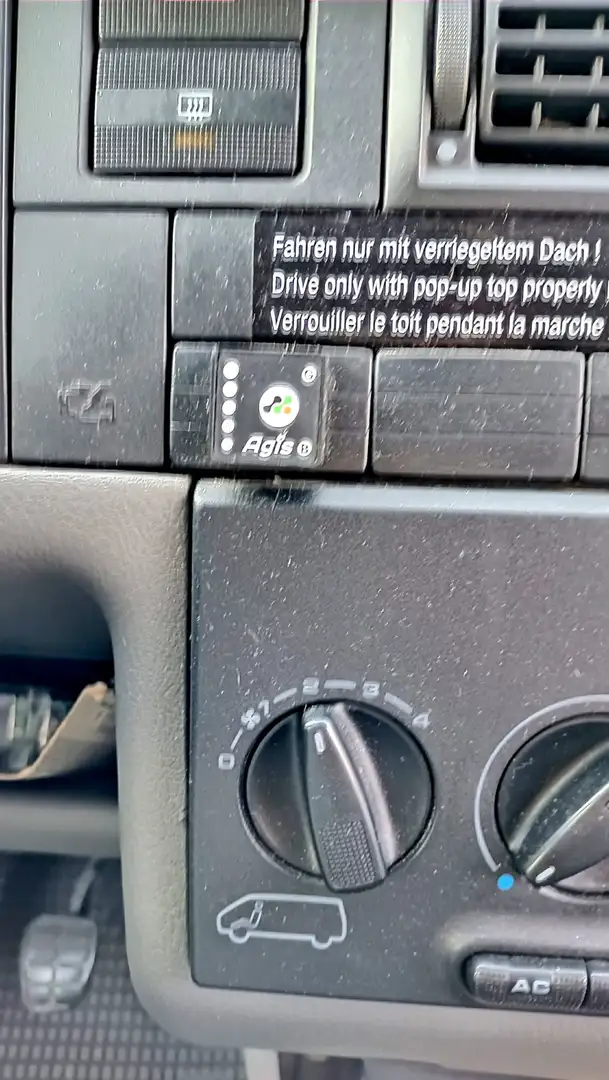 Fahren nur mit verriegeltem Dach !
Drive only with pop-up top properly
Verrouiller le toit pendant la marche
G
Agis B
0 1 2 3 4
AC